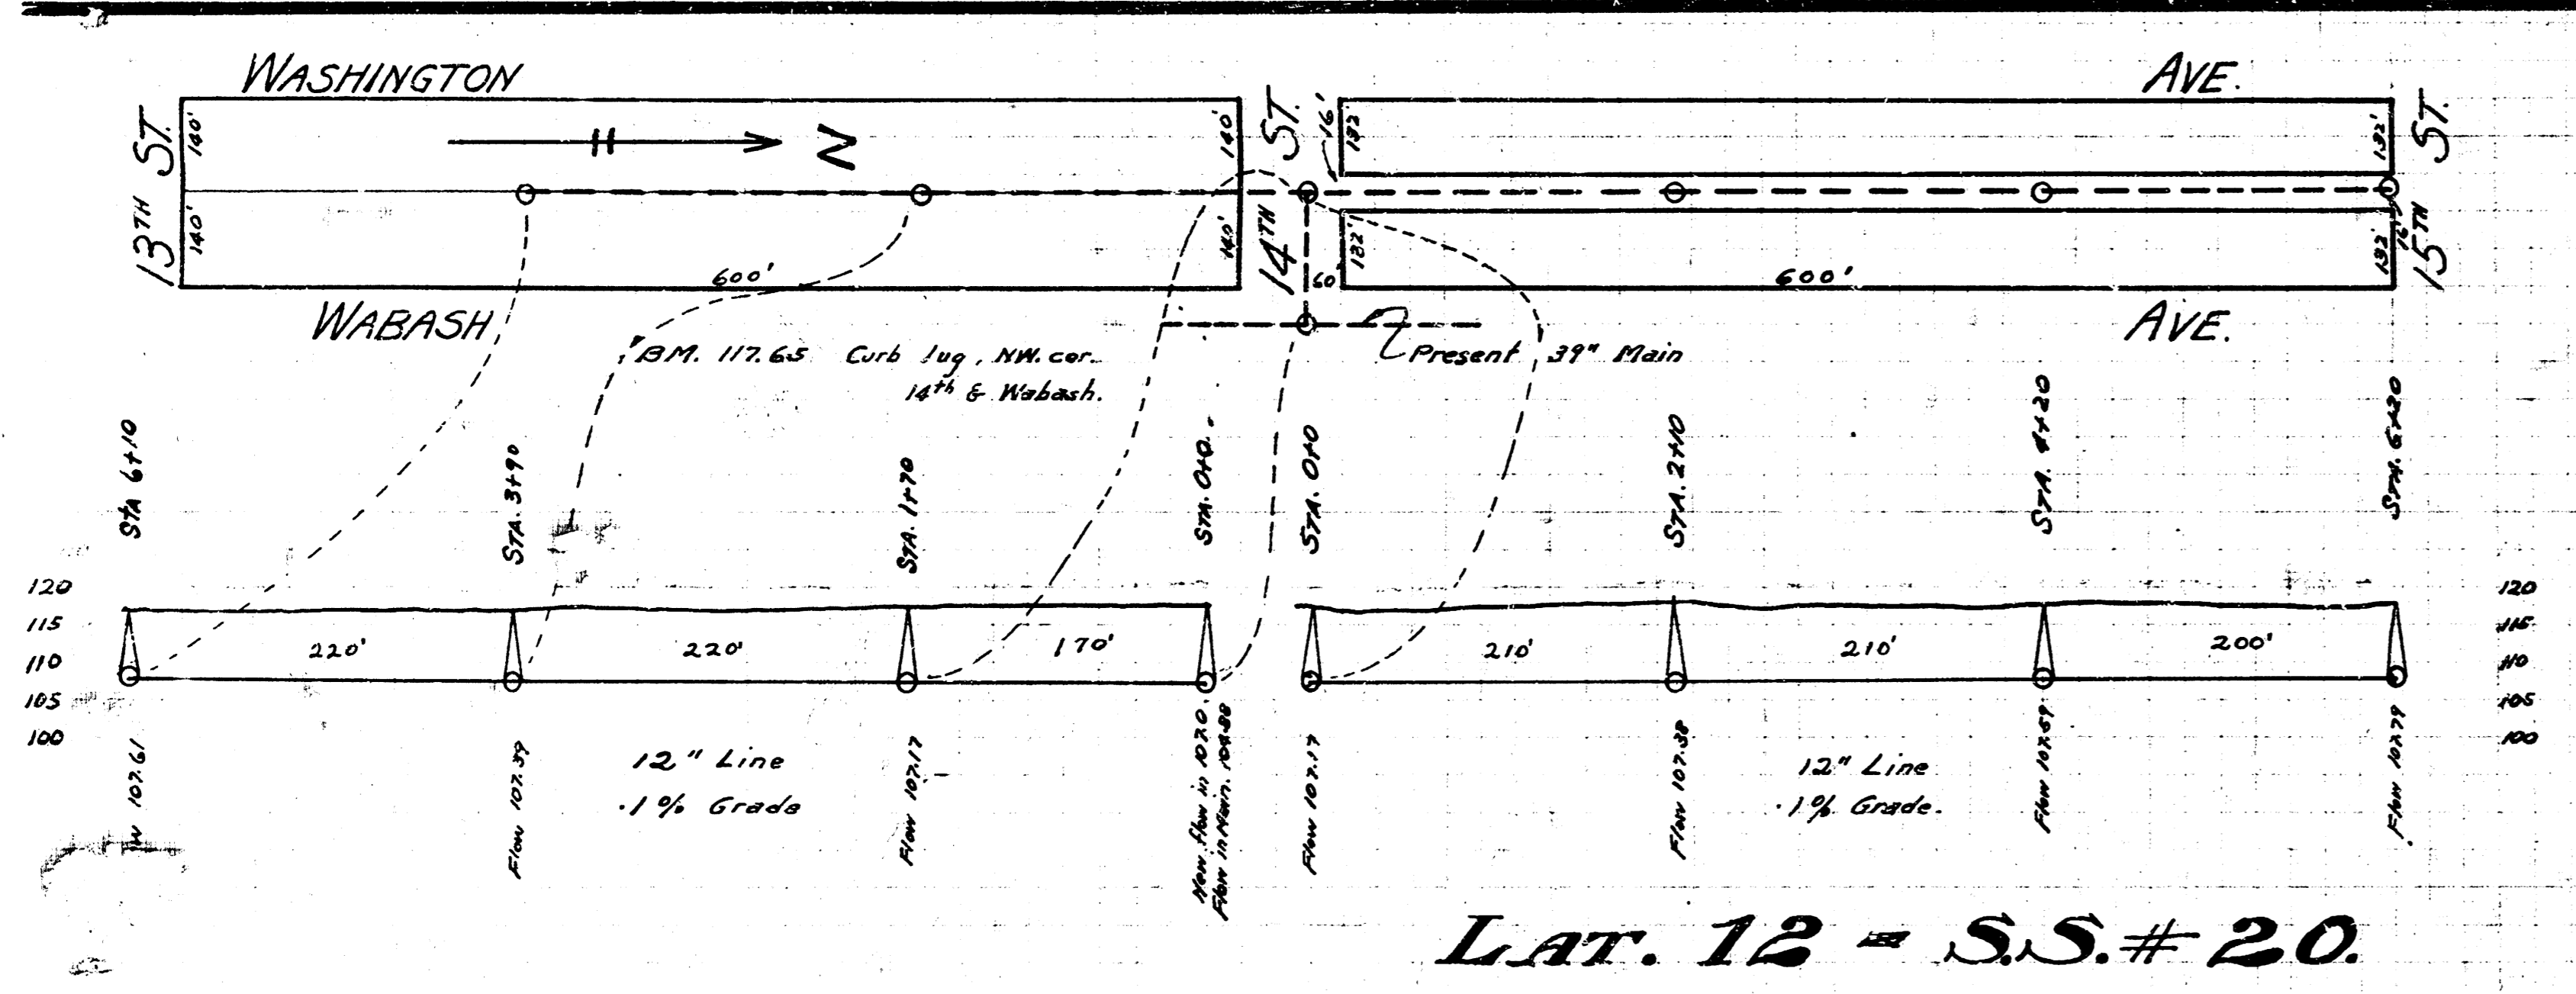 WASHINGTON AVE.
13TH ST.
140'
140'
N
140'
140'
14TH ST.
16'
132'
132'
60'
132'
132'
16'
15TH ST.
600'
600'
WABASH AVE.
B.M. 117.65 Curb lug, NW. cor.
14th & Wabash.
Present 39" Main
STA 6+10
STA. 3+90
STA. 1+70
STA. 0+0.
STA. 0+0
STA. 2+10
STA. 4+20
STA. 6+20
120
115
110
105
100
220'
220'
170'
210'
210'
200'
120
115
110
105
100
107.61
Flow 107.39
Flow 107.17
flow in 107.0.
Flow in Main.
Flow 107.17
Flow 107.38
Flow 107.59
Flow 107.79
12" Line
.1% Grade
12" Line
.1% Grade.
LAT. 12 = S.S. # 20.